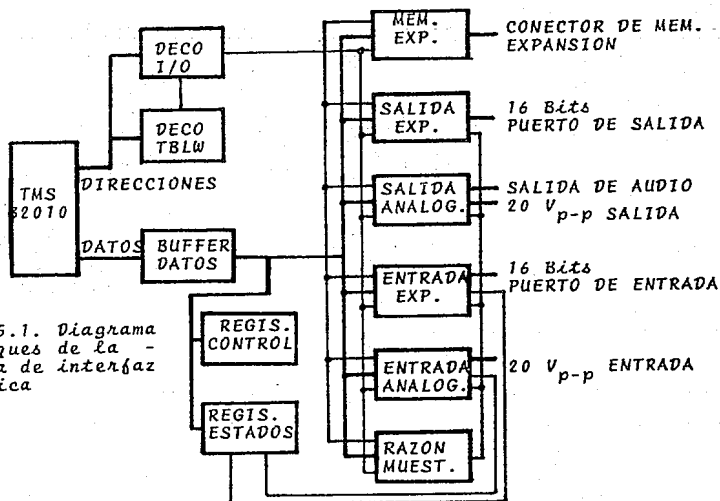 MEM.
EXP.
CONECTOR DE MEM.
EXPANSION
DECO
I/O
SALIDA
EXP.
16 Bits
PUERTO DE SALIDA
DECO
TBLW
TMS
32010
DIRECCIONES
SALIDA
ANALOG.
SALIDA DE AUDIO
20 Vp-p SALIDA
DATOS
BUFFER
DATOS
ENTRADA
EXP.
16 Bits
PUERTO DE ENTRADA
5.1. Diagrama
ques de la -
a de interfaz
ica
REGIS.
CONTROL
ENTRADA
ANALOG.
20 Vp-p ENTRADA
REGIS.
ESTADOS
RAZON
MUEST.